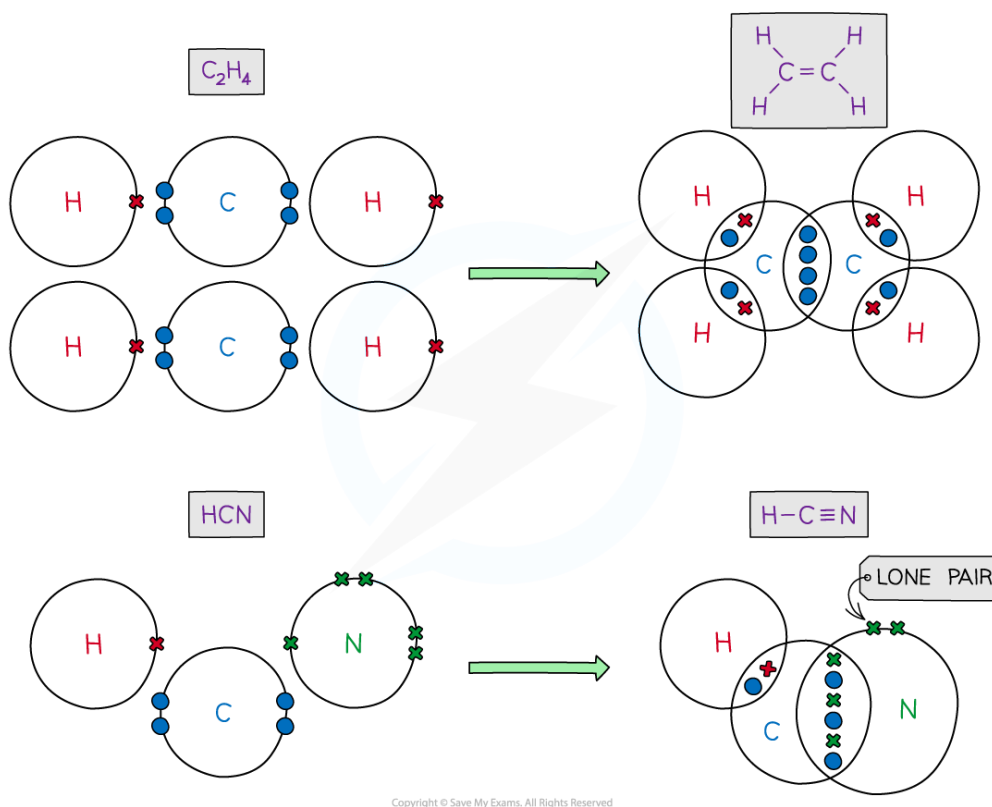 C₂H₄
H H
C = C
H H
H C H
H H
C C
H C H
H H
HCN
H–C≡N
LONE PAIR
H N
H
C
N
C
Copyright © Save My Exams. All Rights Reserved